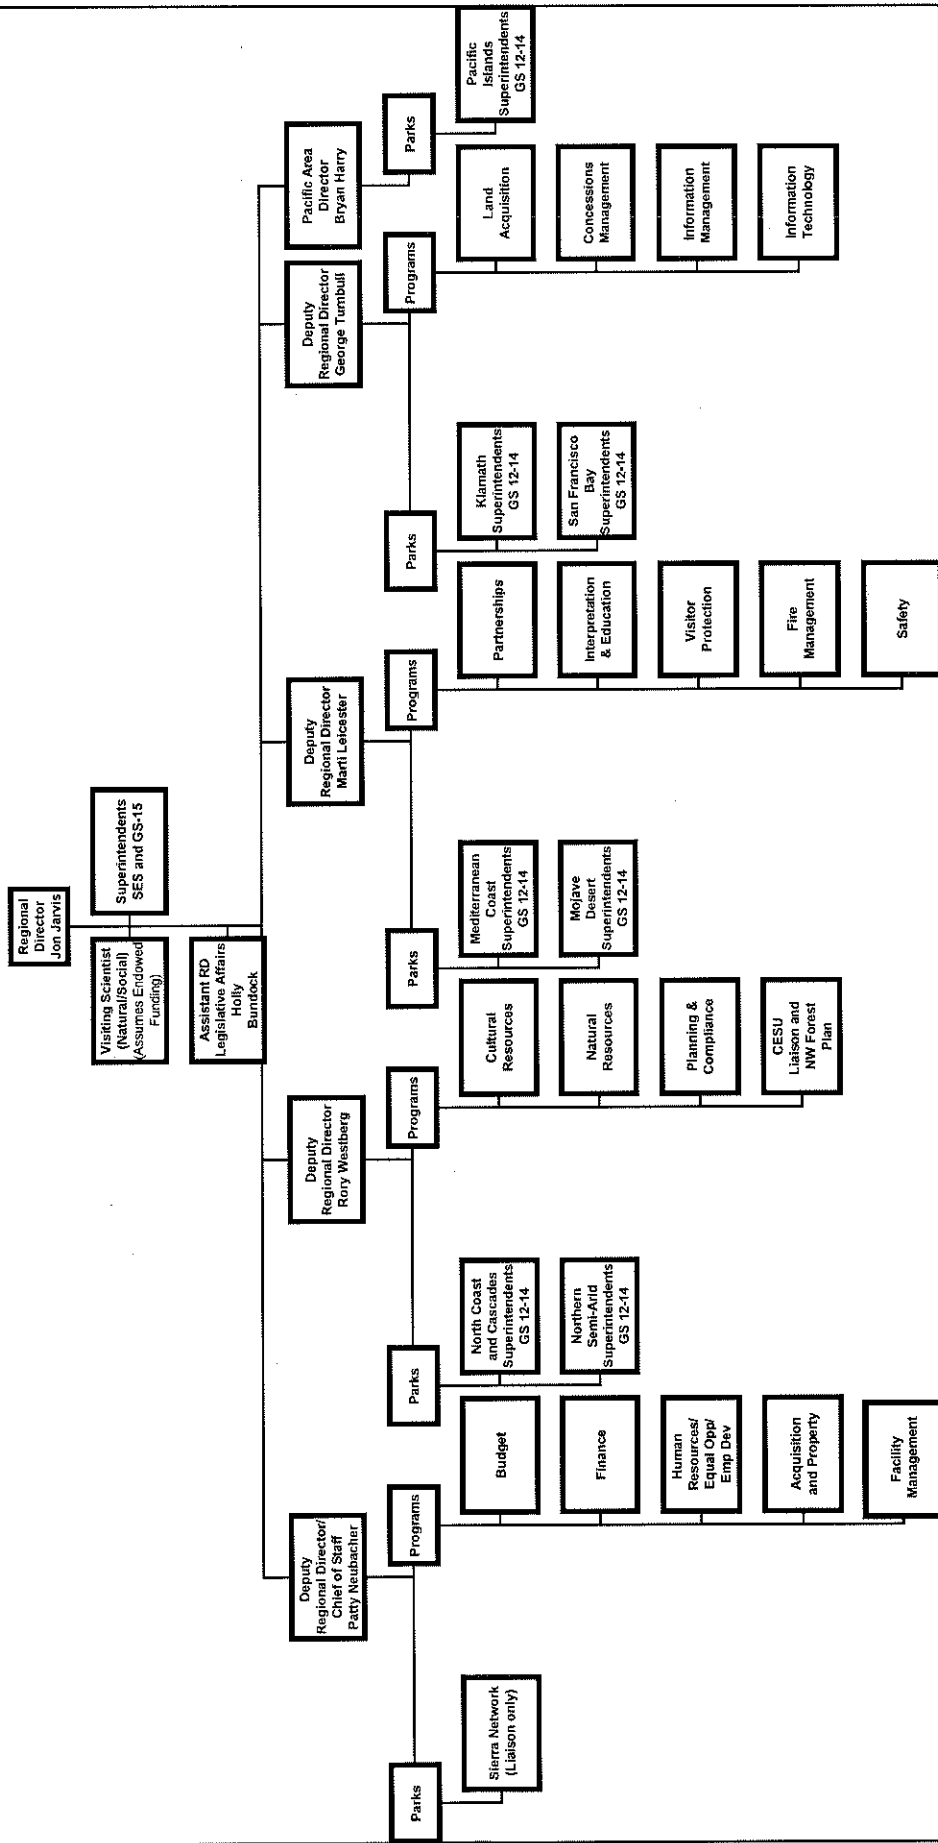 Regional
Director
Jon Jarvis
Visiting Scientist
(Natural/Social)
(Assumes Endowed
Funding)
Superintendents
SES and GS-15
Assistant RD
Legislative Affairs
Holly
Bundock
Deputy
Regional Director/
Chief of Staff
Patty Neubacher
Deputy
Regional Director
Rory Westberg
Deputy
Regional Director
Marti Leicester
Deputy
Regional Director
George Turnbull
Pacific Area
Director
Bryan Harry
Parks
Sierra Network
(Liaison only)
Programs
Budget
Finance
Human
Resources/
Equal Opp/
Emp Dev
Acquisition
and Property
Facility
Management
Parks
North Coast
and Cascades
Superintendents
GS 12-14
Northern
Semi-Arid
Superintendents
GS 12-14
Programs
Cultural
Resources
Natural
Resources
Planning &
Compliance
CESU
Liaison and
NW Forest
Plan
Parks
Mediterranean
Coast
Superintendents
GS 12-14
Mojave
Desert
Superintendents
GS 12-14
Programs
Partnerships
Interpretation
& Education
Visitor
Protection
Fire
Management
Safety
Parks
Klamath
Superintendents
GS 12-14
San Francisco
Bay
Superintendents
GS 12-14
Programs
Land
Acquisition
Concessions
Management
Information
Management
Information
Technology
Parks
Pacific
Islands
Superintendents
GS 12-14